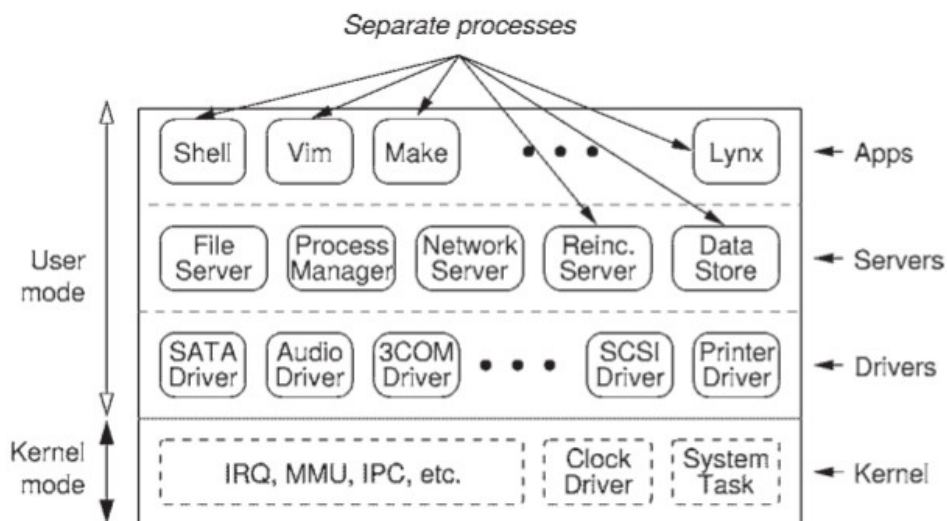 Separate processes
Shell Vim Make • • • Lynx Apps
File Server Process Manager Network Server Reinc. Server Data Store Servers
User mode
SATA Driver Audio Driver 3COM Driver • • • SCSI Driver Printer Driver Drivers
Kernel mode
IRQ, MMU, IPC, etc. Clock Driver System Task Kernel